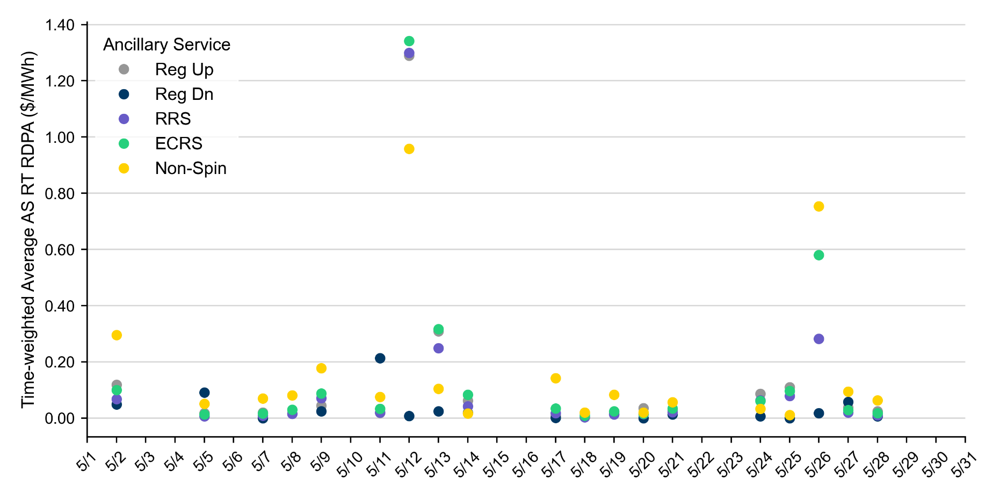 Time-weighted Average AS RT RDPA ($/MWh)
1.40
1.20
1.00
0.80
0.60
0.40
0.20
0.00
Ancillary Service
Reg Up
Reg Dn
RRS
ECRS
Non-Spin
5/1 5/2 5/3 5/4 5/5 5/6 5/7 5/8 5/9 5/10 5/11 5/12 5/13 5/14 5/15 5/16 5/17 5/18 5/19 5/20 5/21 5/22 5/23 5/24 5/25 5/26 5/27 5/28 5/29 5/30 5/31